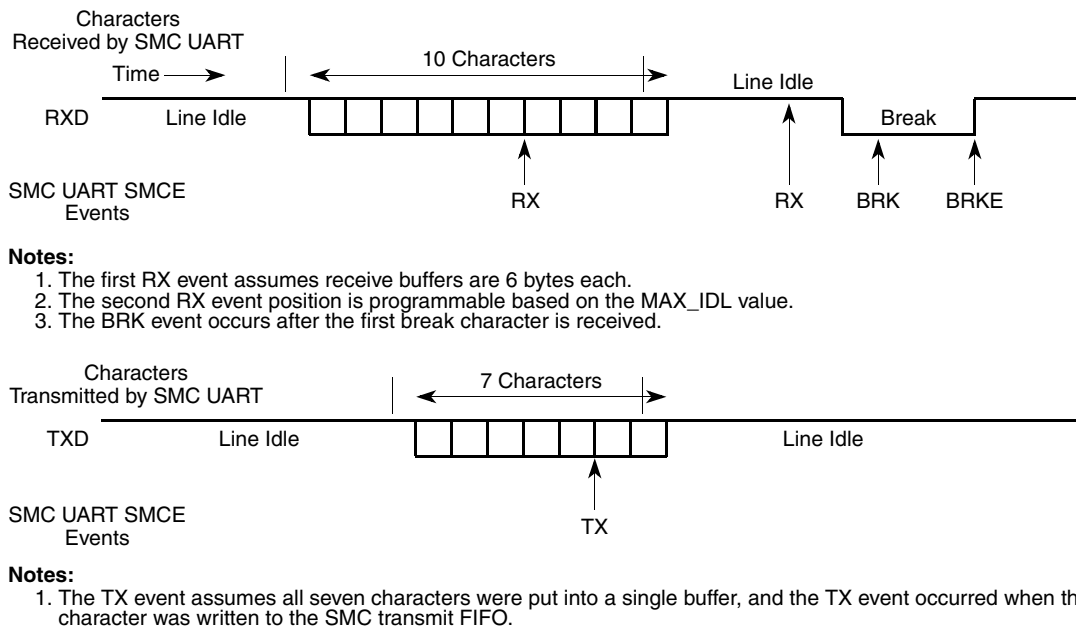 Characters
Received by SMC UART
10 Characters
Time
Line Idle
RXD
Line Idle
Break
SMC UART SMCE
Events
RX
RX
BRK
BRKE
Notes:
1. The first RX event assumes receive buffers are 6 bytes each.
2. The second RX event position is programmable based on the MAX_IDL value.
3. The BRK event occurs after the first break character is received.
Characters
Transmitted by SMC UART
7 Characters
TXD
Line Idle
Line Idle
SMC UART SMCE
Events
TX
Notes:
1. The TX event assumes all seven characters were put into a single buffer, and the TX event occurred when th
character was written to the SMC transmit FIFO.